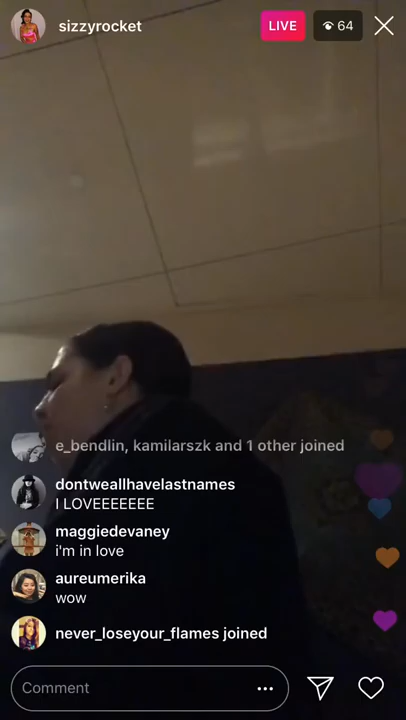 sizzyrocket
LIVE
64
e_bendlin, kamilarszk and 1 other joined
dontweallhavelastnames
I LOVEEEEEEE
maggiedevaney
i'm in love
aureumerika
wow
never_loseyour_flames joined
Comment